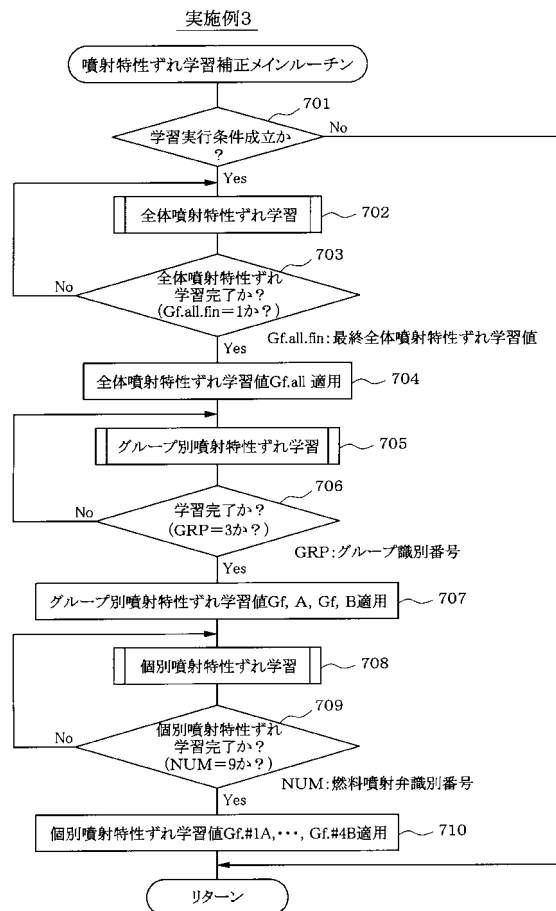 実施例3
噴射特性ずれ学習補正メインルーチン
701
学習実行条件成立か
?
No
Yes
全体噴射特性ずれ学習
702
703
全体噴射特性ずれ
学習完了か?
(Gf.all.fin=1か?)
No
Gf.all.fin:最終全体噴射特性ずれ学習値
Yes
全体噴射特性ずれ学習値Gf.all 適用
704
グループ別噴射特性ずれ学習
705
706
学習完了か?
(GRP=3か?)
No
GRP:グループ識別番号
Yes
グループ別噴射特性ずれ学習値Gf, A, Gf, B適用
707
個別噴射特性ずれ学習
708
709
個別噴射特性ずれ
学習完了か?
(NUM=9か?)
No
NUM:燃料噴射弁識別番号
Yes
個別噴射特性ずれ学習値Gf.#1A,･･･, Gf.#4B適用
710
リターン